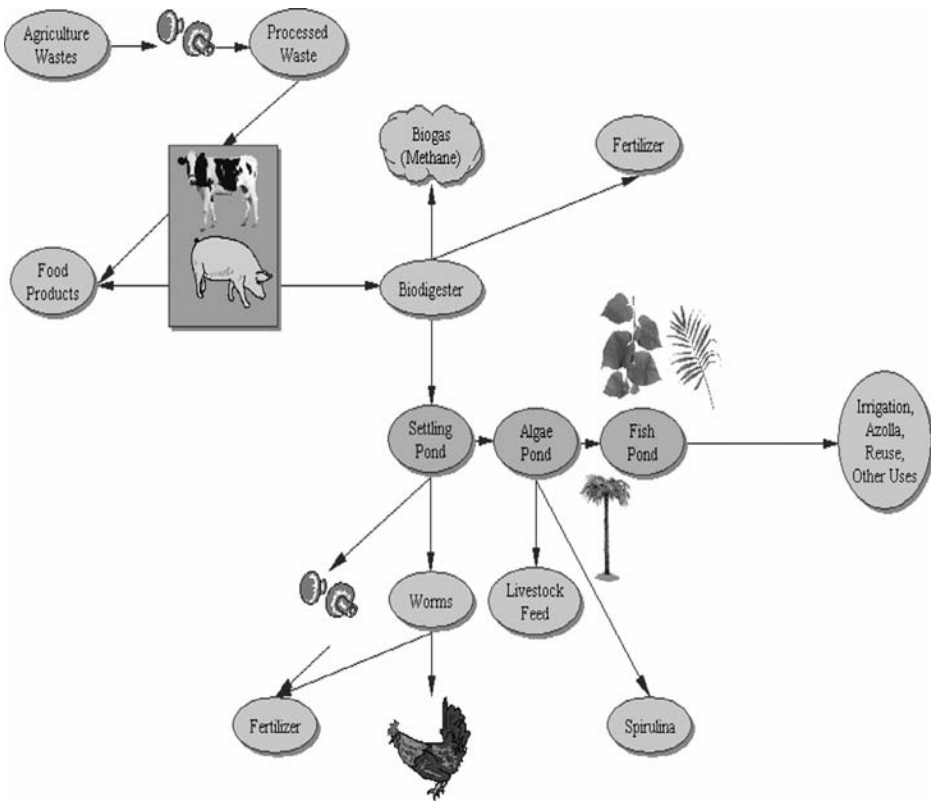 Agriculture
Wastes
Processed
Waste
Biogas
(Methane)
Fertilizer
Food
Products
Biodigester
Settling
Pond
Algae
Pond
Fish
Pond
Irrigation,
Azolla,
Reuse,
Other Uses
Worms
Livestock
Feed
Fertilizer
Spirulina